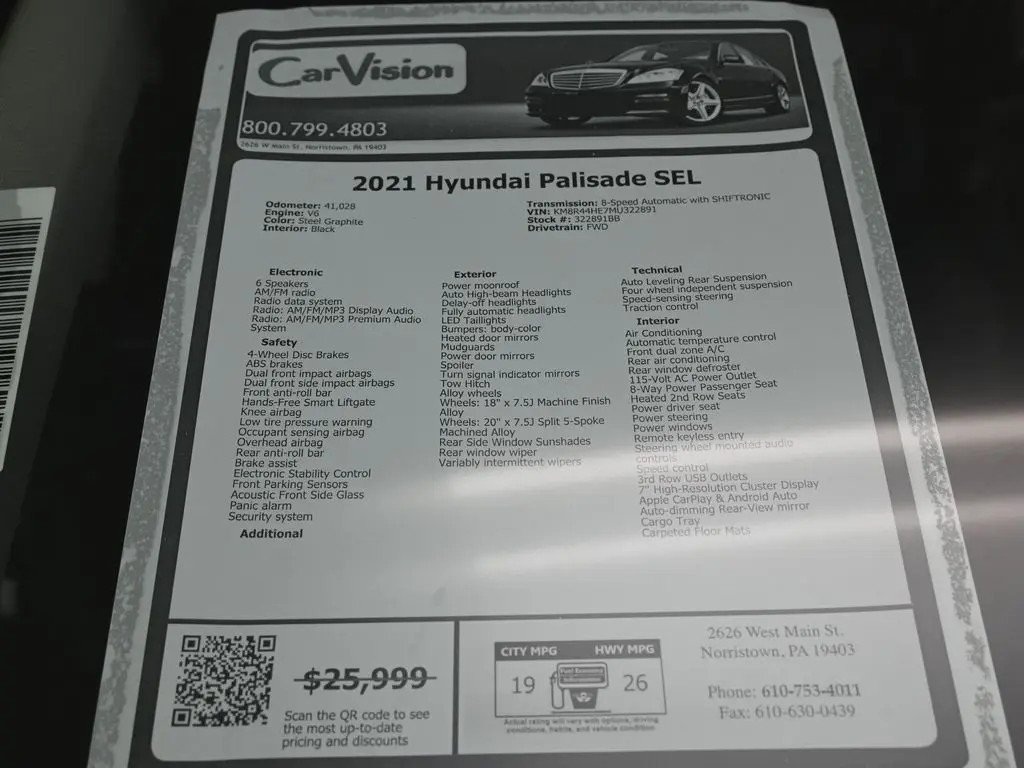 CarVision
800.799.4803
2626 W Main St, Norristown, PA 19403
2021 Hyundai Palisade SEL
Odometer: 41,028
Engine: V6
Color: Steel Graphite
Interior: Black
Transmission: 8-Speed Automatic with SHIFTRONIC
VIN: KM8R44HE7MU322891
Stock #: 322891BB
Drivetrain: FWD
Electronic
6 Speakers
AM/FM radio
Radio data system
Radio: AM/FM/MP3 Display Audio
Radio: AM/FM/MP3 Premium Audio
System
Safety
4-Wheel Disc Brakes
ABS brakes
Dual front impact airbags
Dual front side impact airbags
Front anti-roll bar
Hands-Free Smart Liftgate
Knee airbag
Low tire pressure warning
Occupant sensing airbag
Overhead airbag
Rear anti-roll bar
Brake assist
Electronic Stability Control
Front Parking Sensors
Acoustic Front Side Glass
Panic alarm
Security system
Additional
Exterior
Power moonroof
Auto High-beam Headlights
Delay-off headlights
Fully automatic headlights
LED Taillights
Bumpers: body-color
Heated door mirrors
Mudguards
Power door mirrors
Spoiler
Turn signal indicator mirrors
Tow Hitch
Alloy wheels
Wheels: 18" x 7.5J Machine Finish
Alloy
Wheels: 20" x 7.5J Split 5-Spoke
Machined Alloy
Rear Side Window Sunshades
Rear window wiper
Variably intermittent wipers
Technical
Auto Leveling Rear Suspension
Four wheel independent suspension
Speed-sensing steering
Traction control
Interior
Air Conditioning
Automatic temperature control
Front dual zone A/C
Rear air conditioning
Rear window defroster
115-Volt AC Power Outlet
8-Way Power Passenger Seat
Heated 2nd Row Seats
Power driver seat
Power steering
Power windows
Remote keyless entry
Steering wheel mounted audio
controls
Speed control
3rd Row USB Outlets
7" High-Resolution Cluster Display
Apple CarPlay & Android Auto
Auto-dimming Rear-View mirror
Cargo Tray
Carpeted Floor Mats
$25,999
Scan the QR code to see
the most up-to-date
pricing and discounts
CITY MPG
HWY MPG
19
26
Fuel Economy
Actual rating will vary with options, driving
conditions, habits, and vehicle condition
2626 West Main St.
Norristown, PA 19403
Phone: 610-753-4011
Fax: 610-630-0439